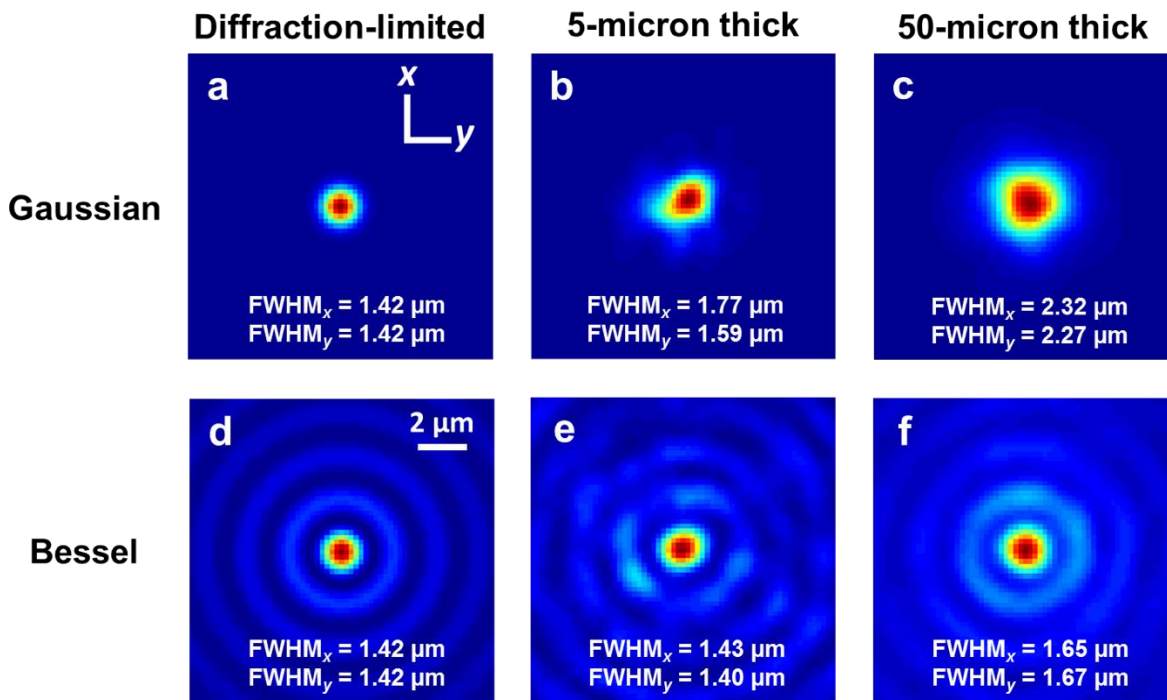 Diffraction-limited 5-micron thick 50-micron thick
a x y b c
Gaussian
FWHMx = 1.42 µm FWHMx = 1.77 µm FWHMx = 2.32 µm
FWHMy = 1.42 µm FWHMy = 1.59 µm FWHMy = 2.27 µm
d 2 µm e f
Bessel
FWHMx = 1.42 µm FWHMx = 1.43 µm FWHMx = 1.65 µm
FWHMy = 1.42 µm FWHMy = 1.40 µm FWHMy = 1.67 µm